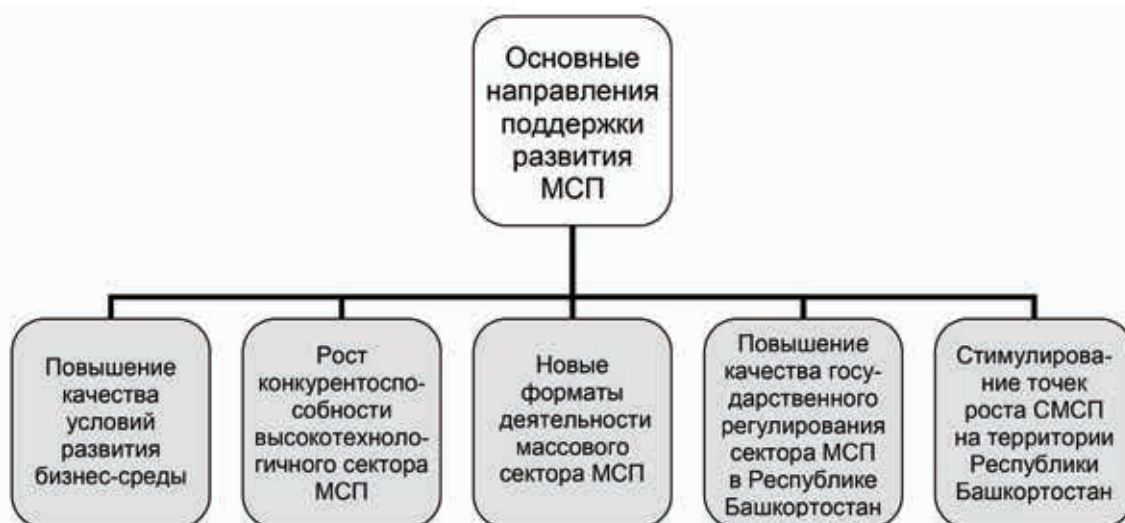 Основные
направления
поддержки
развития
МСП
Повышение
качества
условий
развития
бизнес-среды
Рост
конкурентоспо-
собности
высокотехноло-
гичного сектора
МСП
Новые
форматы
деятельности
массового
сектора МСП
Повышение
качества госу-
дарственного
регулирования
сектора МСП
в Республике
Башкортостан
Стимулирова-
ние точек
роста СМСП
на территории
Республики
Башкортостан